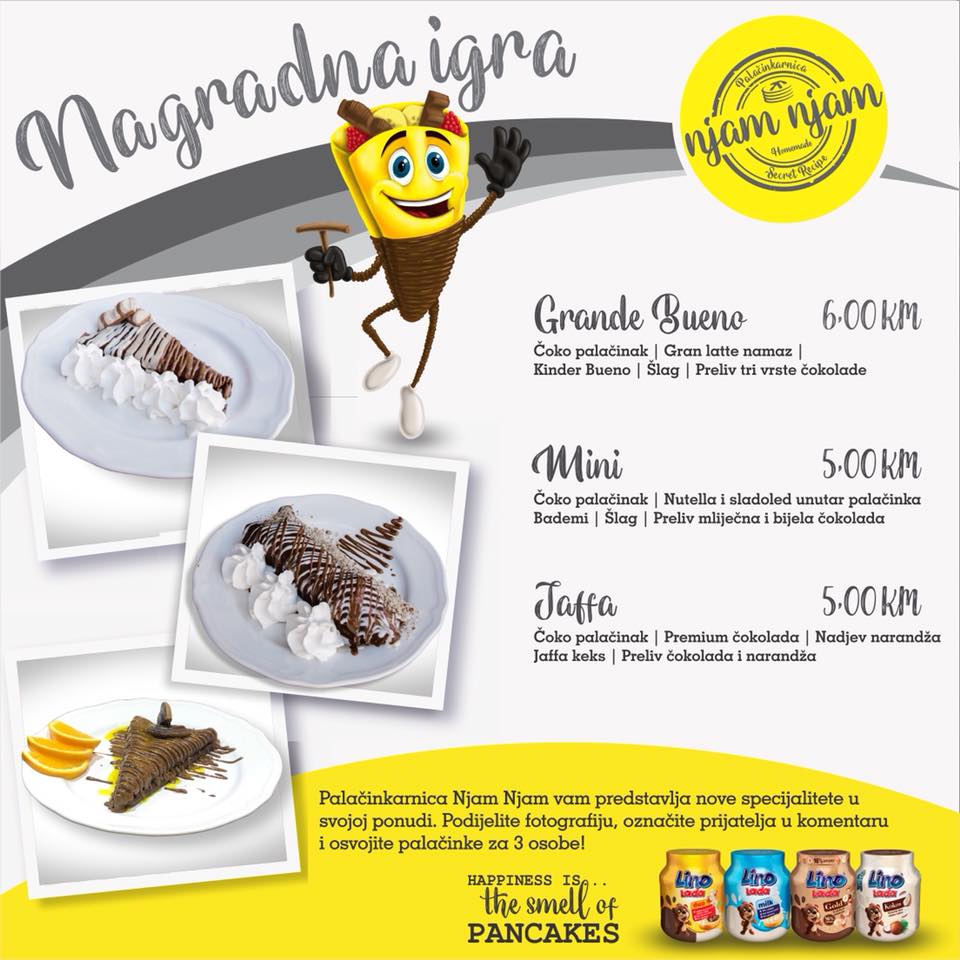 Nagradna igra
Palačinkarnica
njam njam
Homemade
Secret Recipe
Grande Bueno 6.00 KM
Čoko palačinak | Gran latte namaz |
Kinder Bueno | Šlag | Preliv tri vrste čokolade
Mini 5.00 KM
Čoko palačinak | Nutella i sladoled unutar palačinka
Bademi | Šlag | Preliv mliječna i bijela čokolada
Jaffa 5.00 KM
Čoko palačinak | Premium čokolada | Nadjev narandža
Jaffa keks | Preliv čokolada i narandža
Palačinkarnica Njam Njam vam predstavlja nove specijalitete u
svojoj ponudi. Podijelite fotografiju, označite prijatelja u komentaru
i osvojite palačinke za 3 osobe!
HAPPINESS IS...
the smell of
PANCAKES
Lino Lada
Lino Lada milk
Lino Lada Gold
Lino Lada Kokos